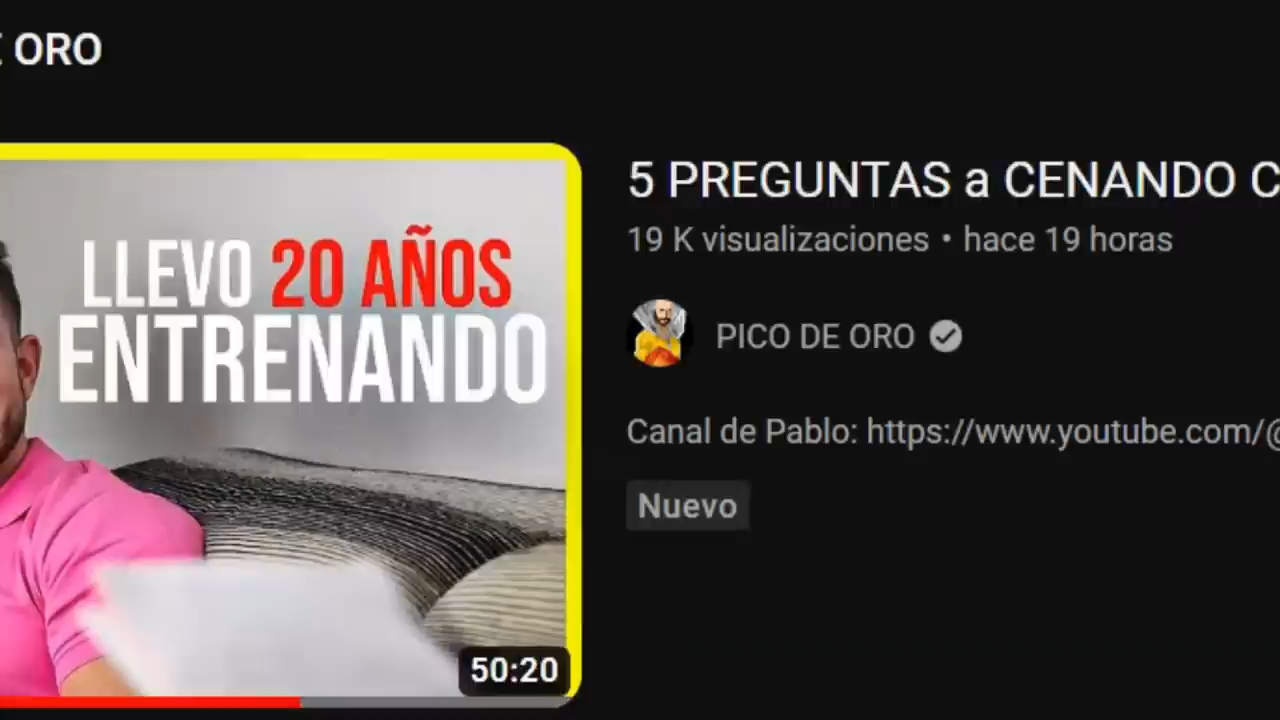 ORO
5 PREGUNTAS a CENANDO C
19 K visualizaciones • hace 19 horas
PICO DE ORO
Canal de Pablo: https://www.youtube.com/@
Nuevo
LLEVO 20 AÑOS
ENTRENANDO
50:20